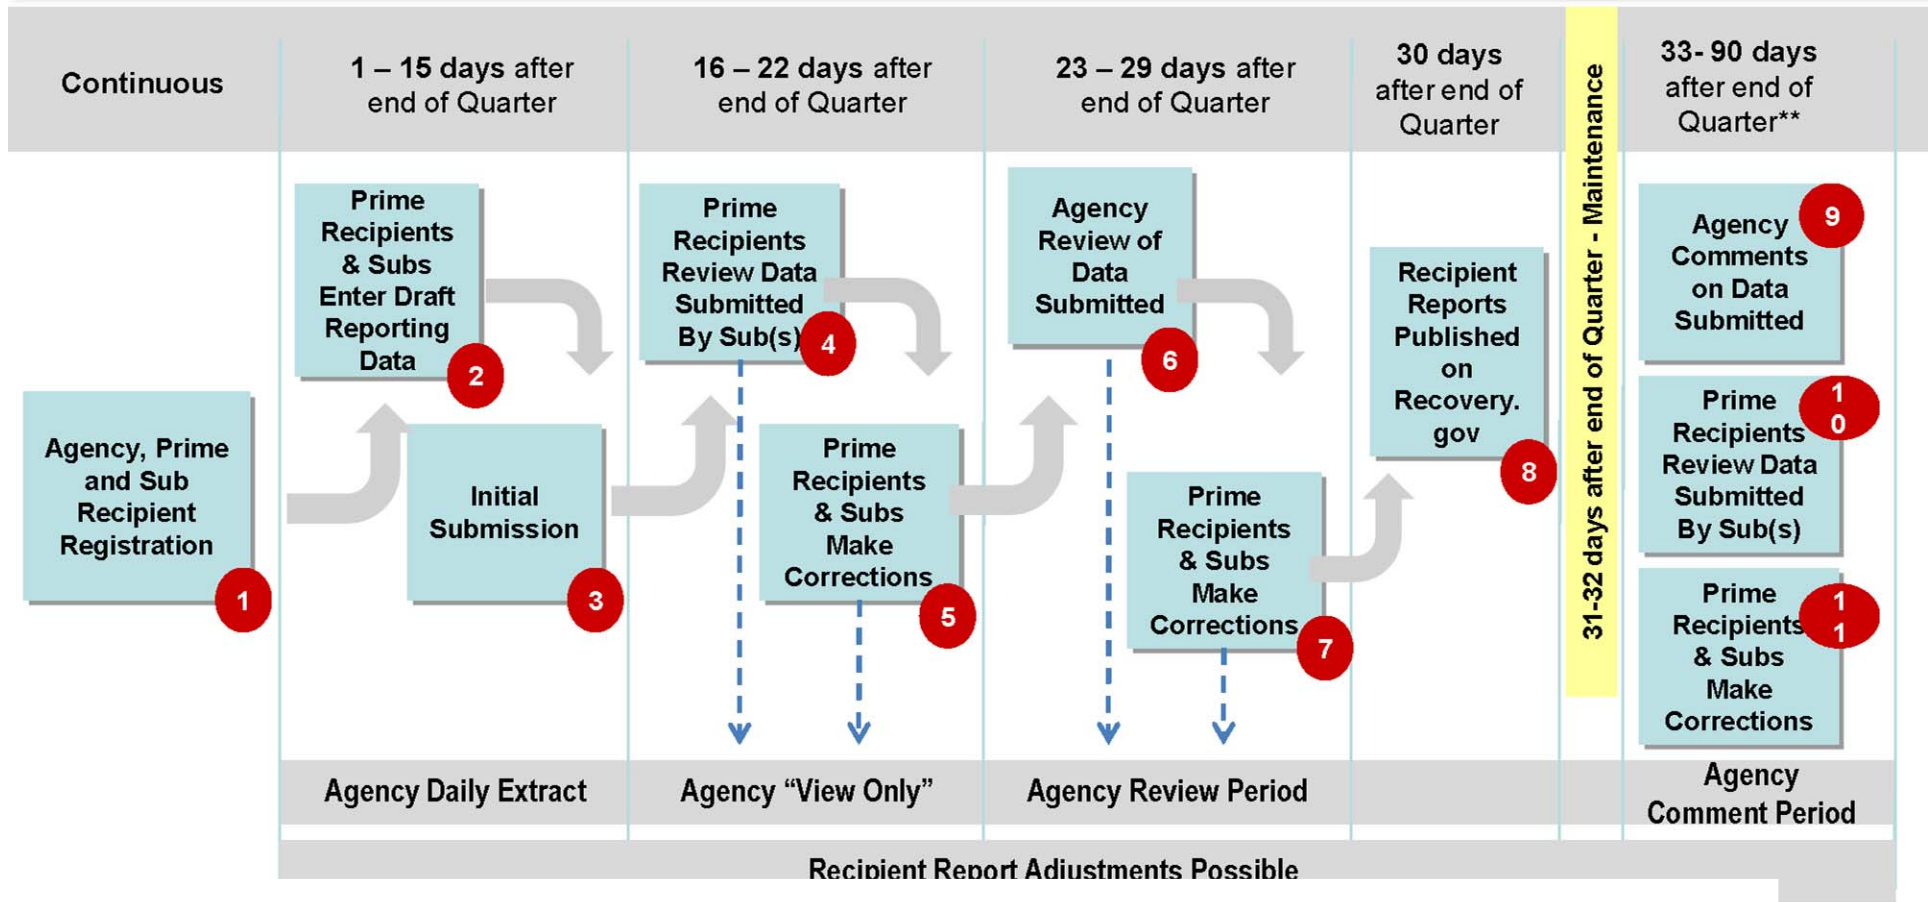 Continuous
1 – 15 days after
end of Quarter
16 – 22 days after
end of Quarter
23 – 29 days after
end of Quarter
30 days
after end of
Quarter
31-32 days after end of Quarter - Maintenance
33- 90 days
after end of
Quarter**
Agency, Prime
and Sub
Recipient
Registration
1
Prime
Recipients
& Subs
Enter Draft
Reporting
Data
2
Initial
Submission
3
Prime
Recipients
Review Data
Submitted
By Sub(s)
4
Prime
Recipients
& Subs
Make
Corrections
5
Agency
Review of
Data
Submitted
6
Prime
Recipients
& Subs
Make
Corrections
7
Recipient
Reports
Published
on
Recovery.
gov
8
Agency
Comments
on Data
Submitted
9
Prime
Recipients
Review Data
Submitted
By Sub(s)
1
0
Prime
Recipients
& Subs
Make
Corrections
1
1
Agency Daily Extract
Agency “View Only”
Agency Review Period
Agency
Comment Period
Recipient Report Adjustments Possible